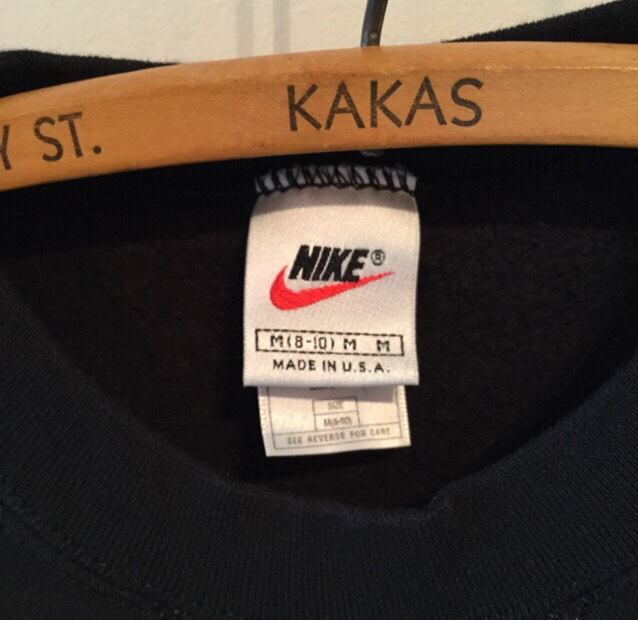 Y ST. KAKAS
NIKE®
M(8-10) M M
MADE IN U.S.A.
SIZE
M(8-10)
SEE REVERSE FOR CARE